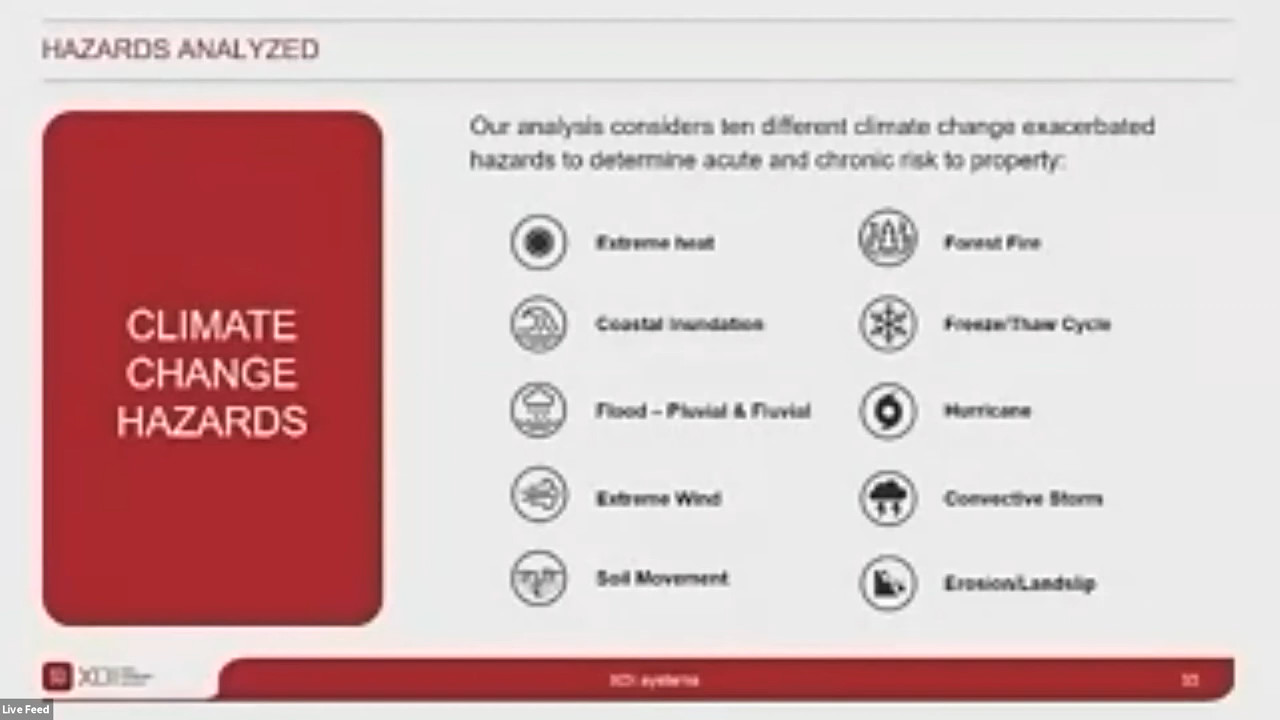 HAZARDS ANALYZED
CLIMATE
CHANGE
HAZARDS
Our analysis considers ten different climate change exacerbated
hazards to determine acute and chronic risk to property:
Extreme heat
Forest Fire
Coastal Inundation
Freeze/Thaw Cycle
Flood – Pluvial & Fluvial
Hurricane
Extreme Wind
Convective Storm
Soil Movement
Erosion/Landslip
XDI
XDI systems
Live Feed